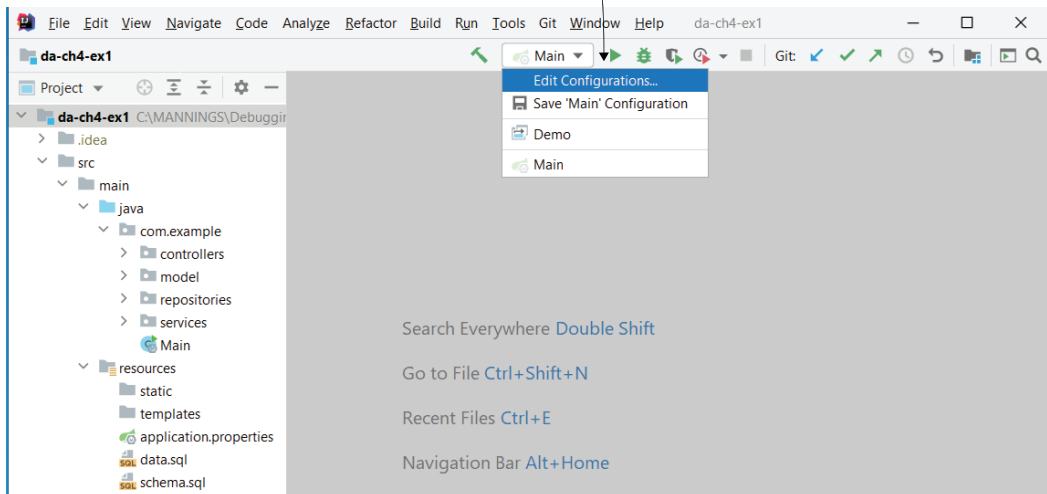 File Edit View Navigate Code Analyze Refactor Build Run Tools Git Window Help da-ch4-ex1
da-ch4-ex1 Main Git:
Project
Edit Configurations...
Save 'Main' Configuration
Demo
Main
da-ch4-ex1 C:\MANNINGS\Debuggin
.idea
src
main
java
com.example
controllers
model
repositories
services
Main
resources
static
templates
application.properties
data.sql
schema.sql
Search Everywhere Double Shift
Go to File Ctrl+Shift+N
Recent Files Ctrl+E
Navigation Bar Alt+Home